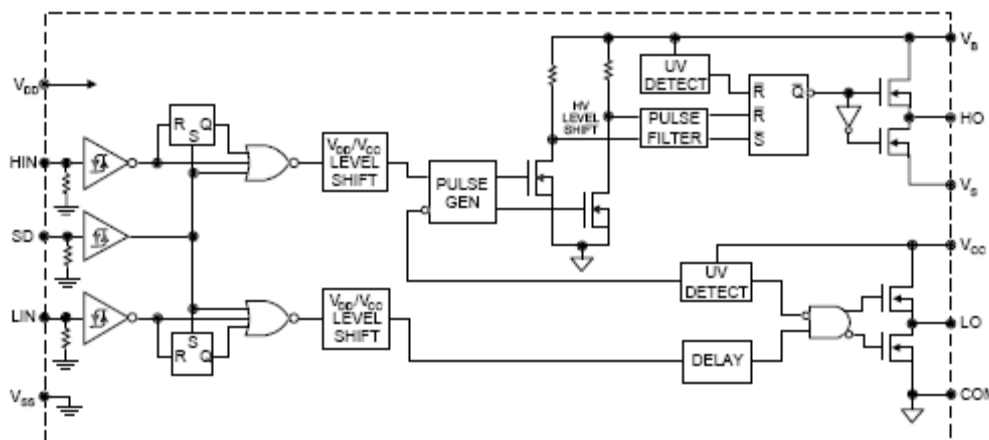 VDD
HIN
SD
LIN
VSS
R Q
S
S
R Q
VDD/VCC
LEVEL
SHIFT
VDD/VCC
LEVEL
SHIFT
PULSE
GEN
HV
LEVEL
SHIFT
UV
DETECT
PULSE
FILTER
R̅ Q̅
R̅
S̅
UV
DETECT
DELAY
VB
HO
VS
VCC
LO
COM